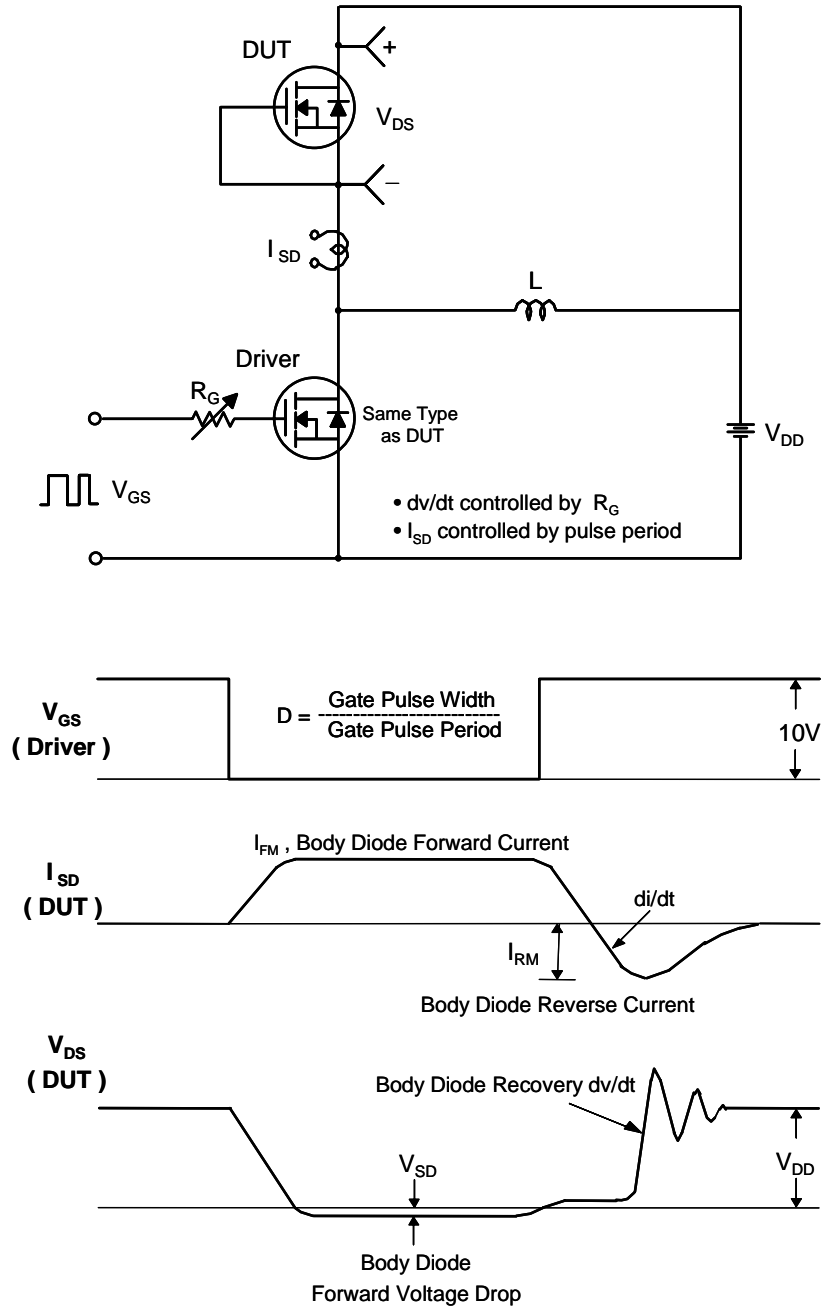 DUT
+
V_DS
−
I_SD
L
Driver
R_G
Same Type
as DUT
V_DD
V_GS
• dv/dt controlled by R_G
• I_SD controlled by pulse period
V_GS
( Driver )
D = Gate Pulse Width
Gate Pulse Period
10V
I_FM , Body Diode Forward Current
I_SD
( DUT )
di/dt
I_RM
Body Diode Reverse Current
V_DS
( DUT )
Body Diode Recovery dv/dt
V_SD
V_DD
Body Diode
Forward Voltage Drop